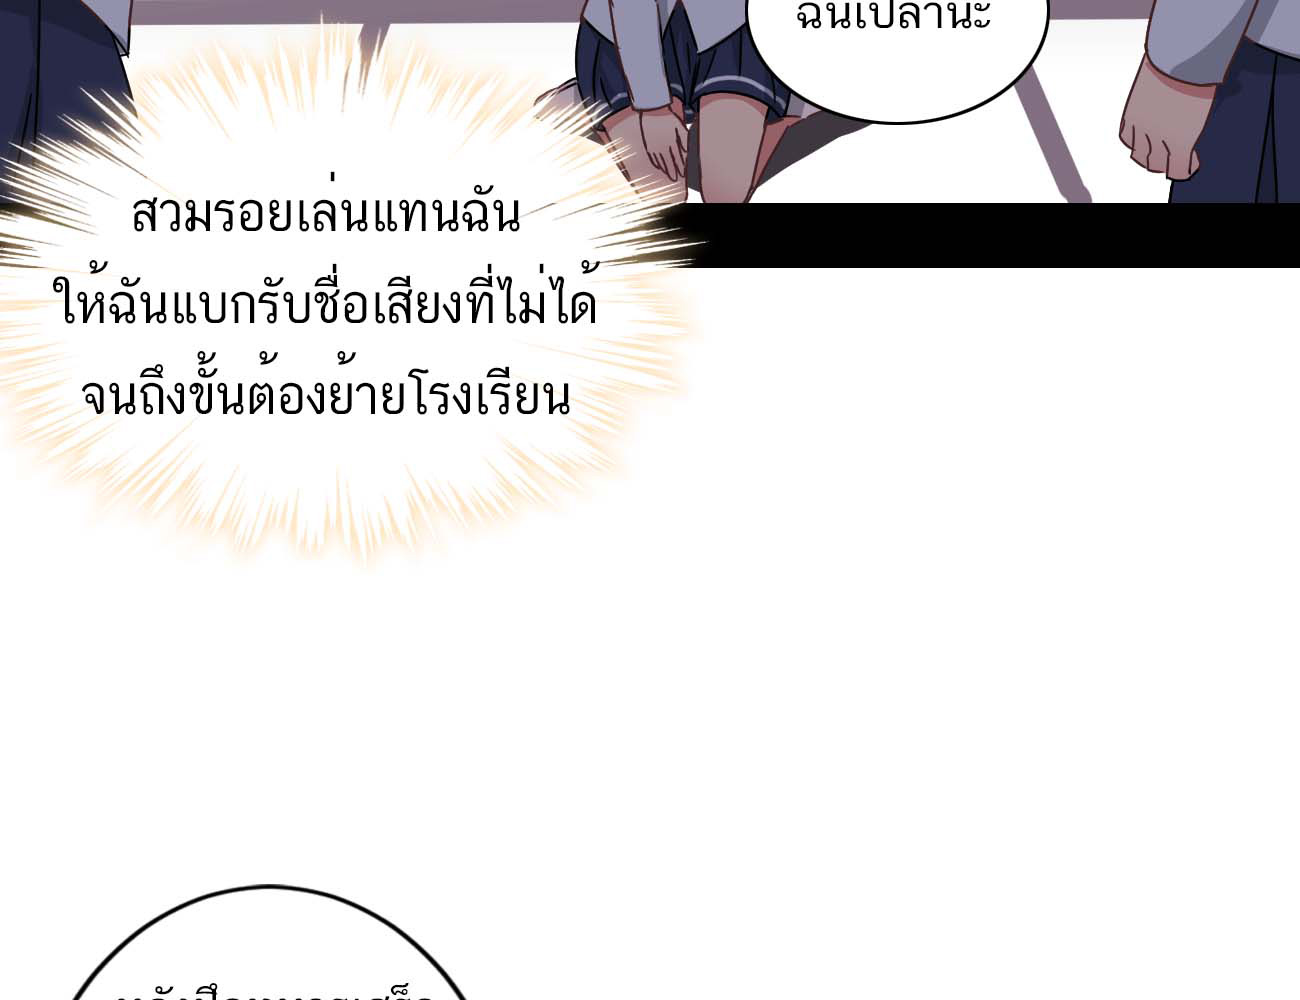 ฉันเปล่านะ
สวมรอยเล่นแทนฉัน
ให้ฉันแบกรับชื่อเสียงที่ไม่ได้
จนถึงขั้นต้องย้ายโรงเรียน